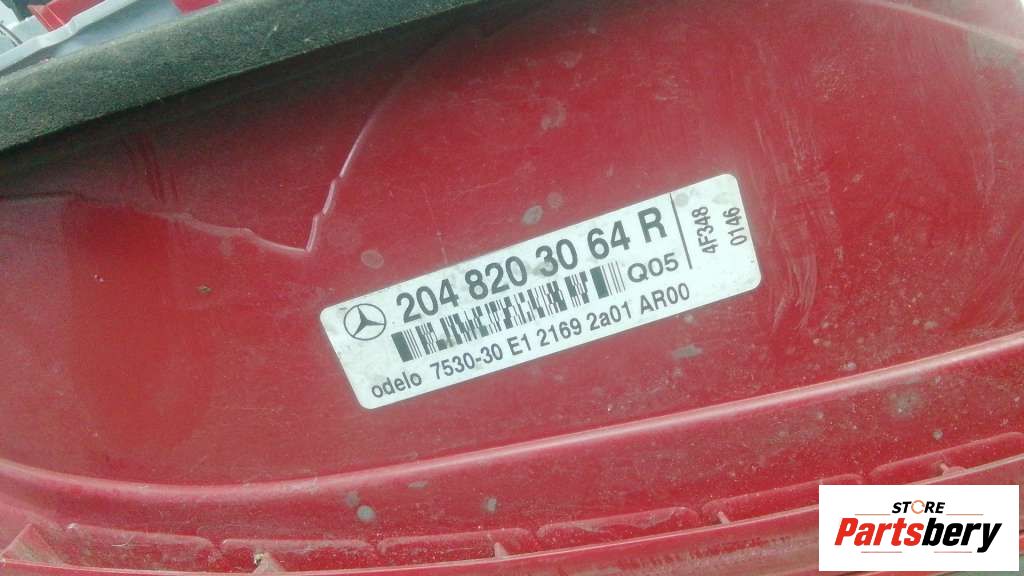 204 820 30 64 R
Q05
4F348
0146
odelo 7530-30 E1 2169 2a01 AR00
STORE
Partsbery